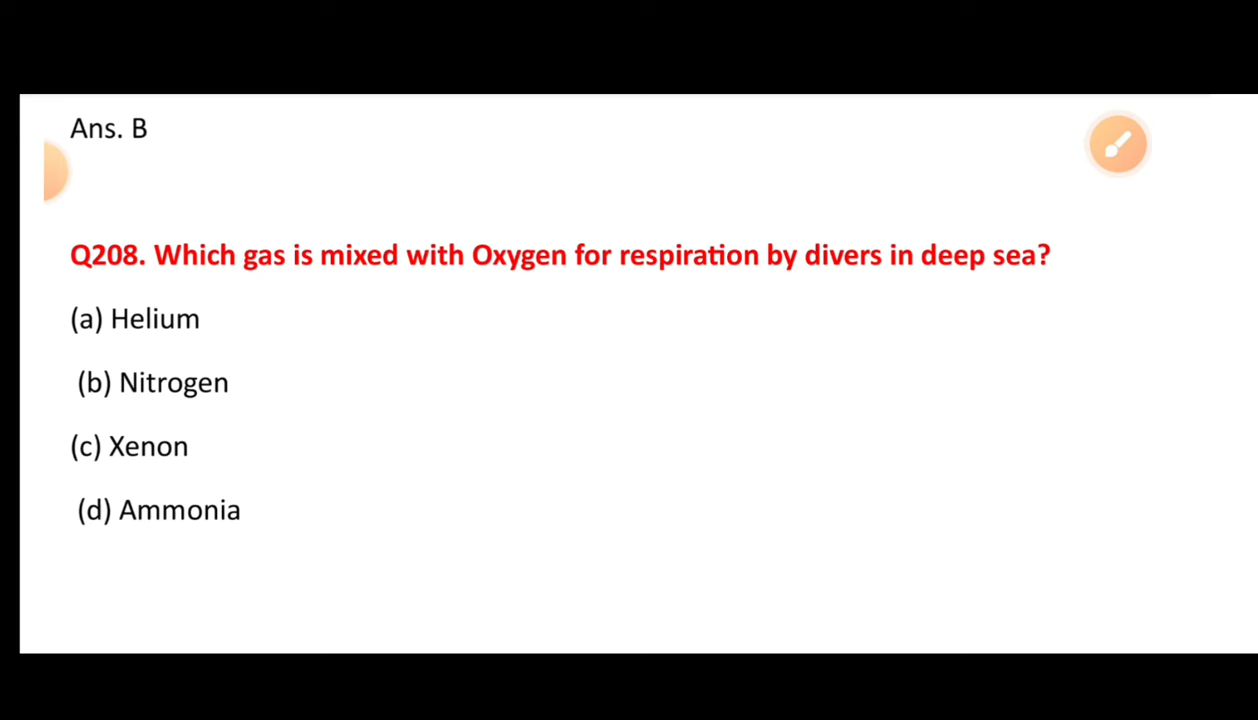 Ans. B
Q208. Which gas is mixed with Oxygen for respiration by divers in deep sea?
(a) Helium
(b) Nitrogen
(c) Xenon
(d) Ammonia